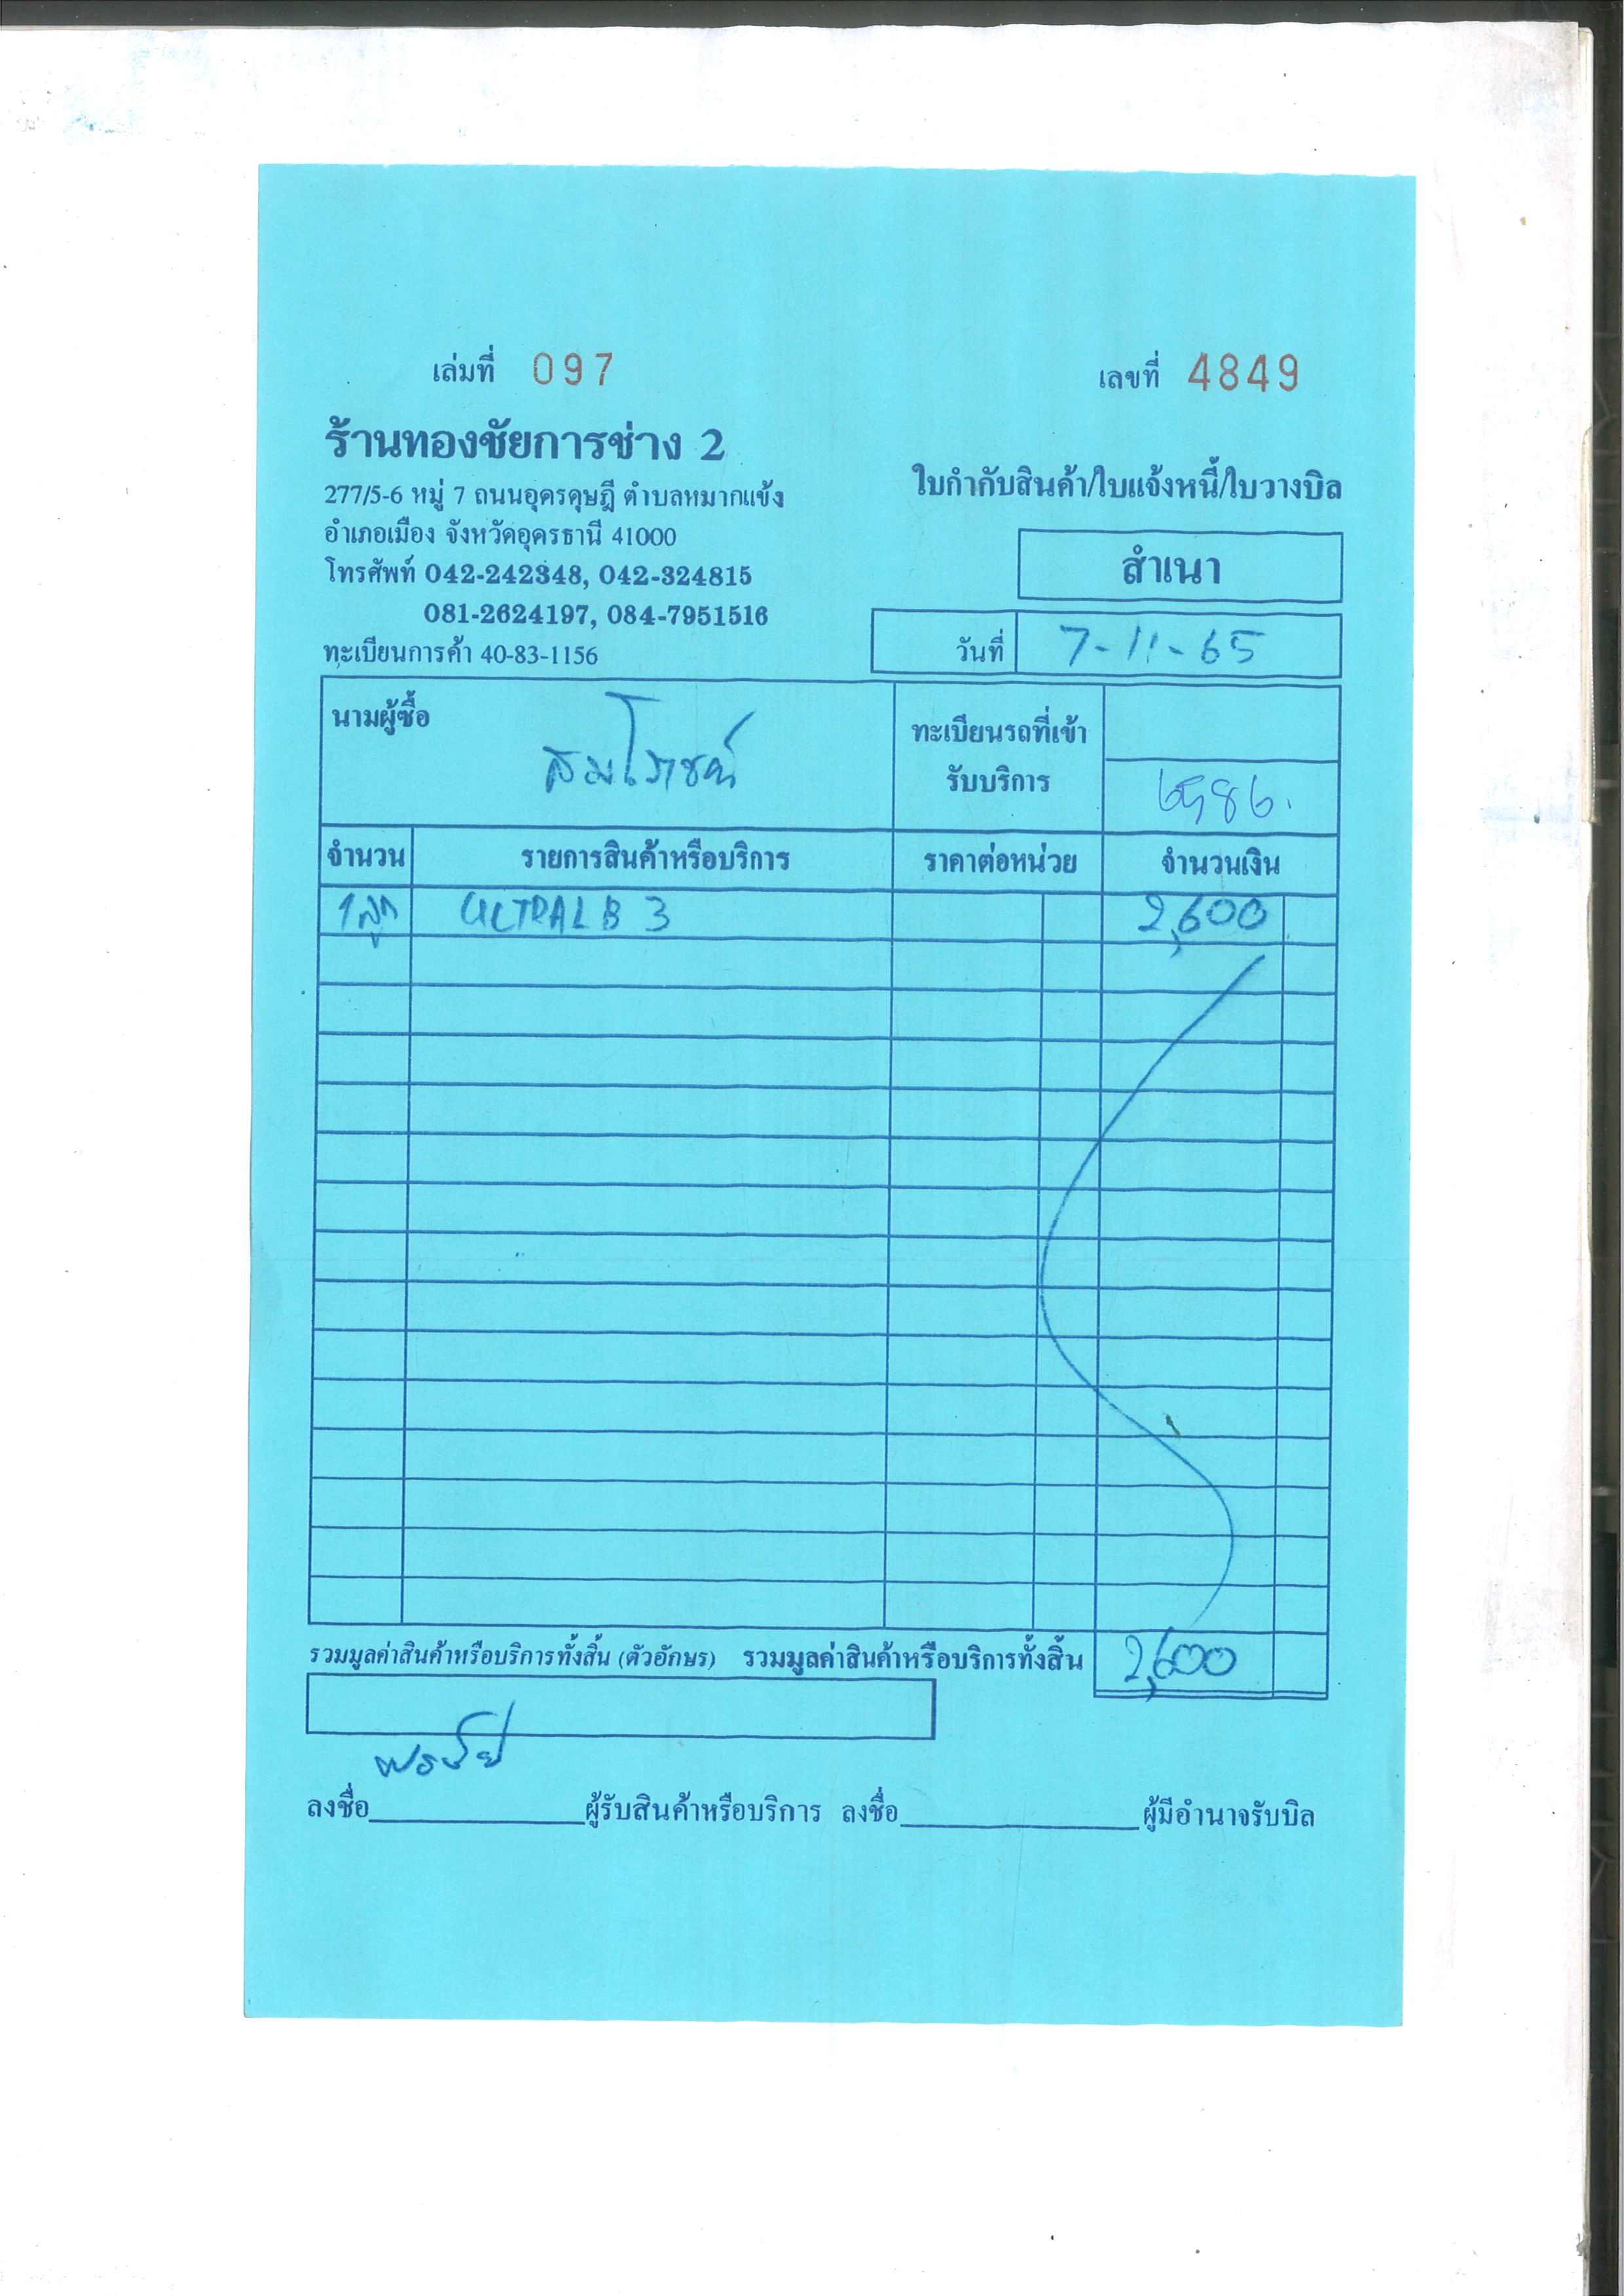 เล่มที่ 097 เลขที่ 4849
ร้านทองชัยการช่าง 2
277/5-6 หมู่ 7 ถนนอุดรดุษฎี ตำบลหมากแข้ง
ใบกำกับสินค้า/ใบแจ้งหนี้/ใบวางบิล
อำเภอเมือง จังหวัดอุดรธานี 41000
สำเนา
โทรศัพท์ 042-242348, 042-324815
081-2624197, 084-7951516
วันที่ 7-11-65
ทะเบียนการค้า 40-83-1156
นามผู้ซื้อ
ทะเบียนรถที่เข้า
รับบริการ
จำนวน รายการสินค้าหรือบริการ ราคาต่อหน่วย จำนวนเงิน
1 ลูก B 3 2,600
รวมมูลค่าสินค้าหรือบริการทั้งสิ้น (ตัวอักษร) รวมมูลค่าสินค้าหรือบริการทั้งสิ้น 2,600
ลงชื่อ ผู้รับสินค้าหรือบริการ ลงชื่อ ผู้มีอำนาจรับบิล